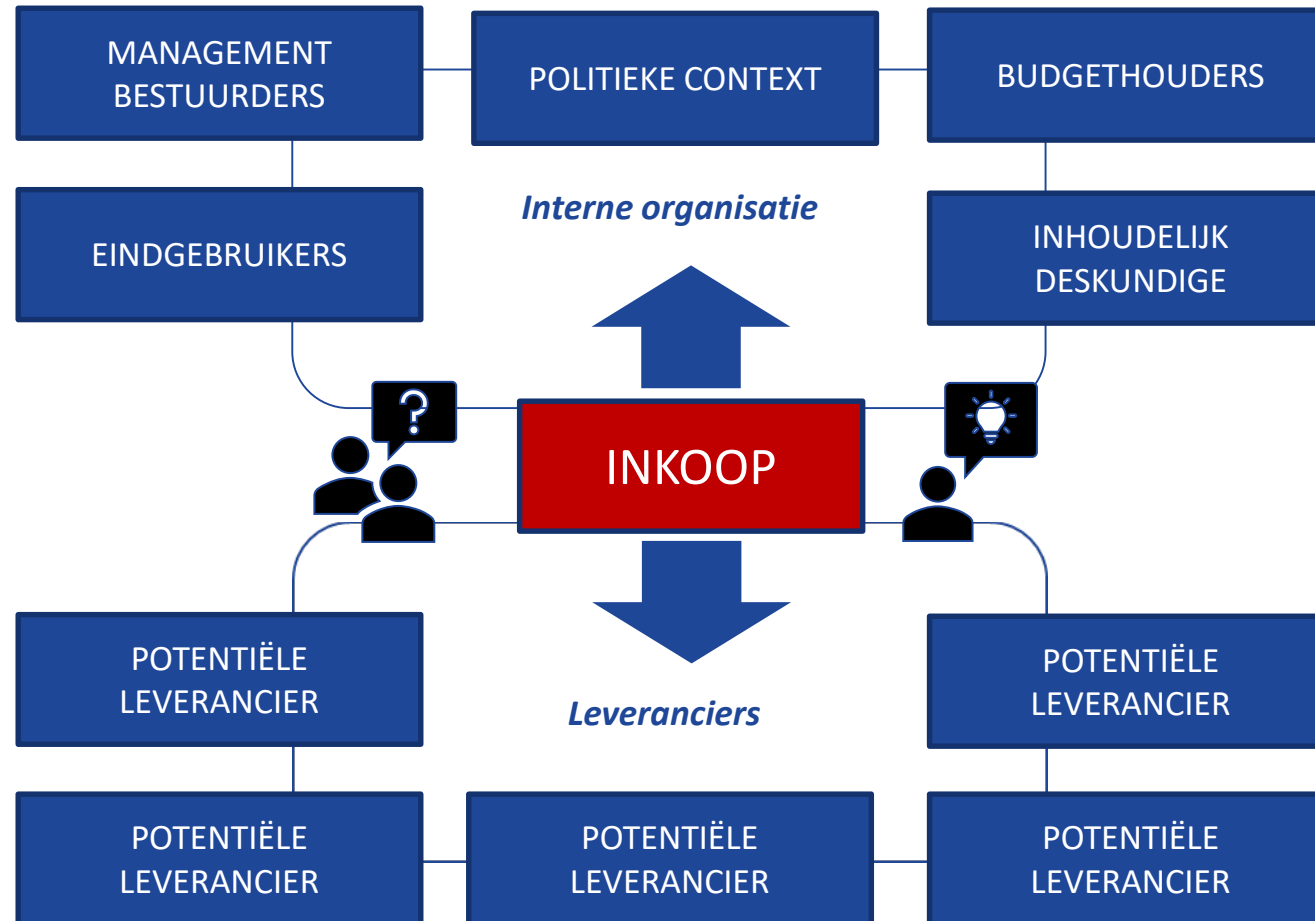 MANAGEMENT
BESTUURDERS
POLITIEKE CONTEXT
BUDGETHOUDERS
Interne organisatie
EINDGEBRUIKERS
INHOUDELIJK
DESKUNDIGE
?
INKOOP
POTENTIËLE
LEVERANCIER
Leveranciers
POTENTIËLE
LEVERANCIER
POTENTIËLE
LEVERANCIER
POTENTIËLE
LEVERANCIER
POTENTIËLE
LEVERANCIER